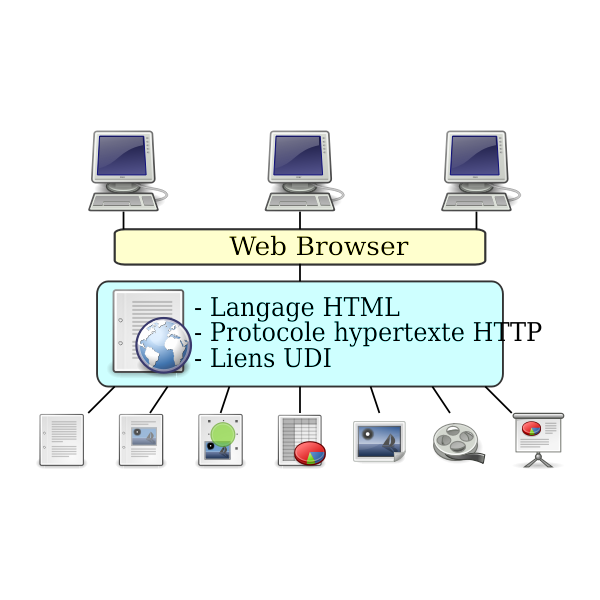 Web Browser
- Langage HTML
- Protocole hypertexte HTTP
- Liens UDI